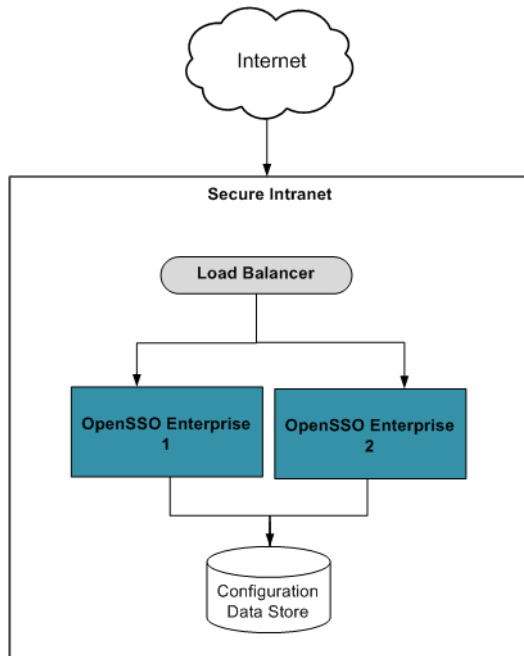 Internet
Secure Intranet
Load Balancer
OpenSSO Enterprise
1
OpenSSO Enterprise
2
Configuration
Data Store